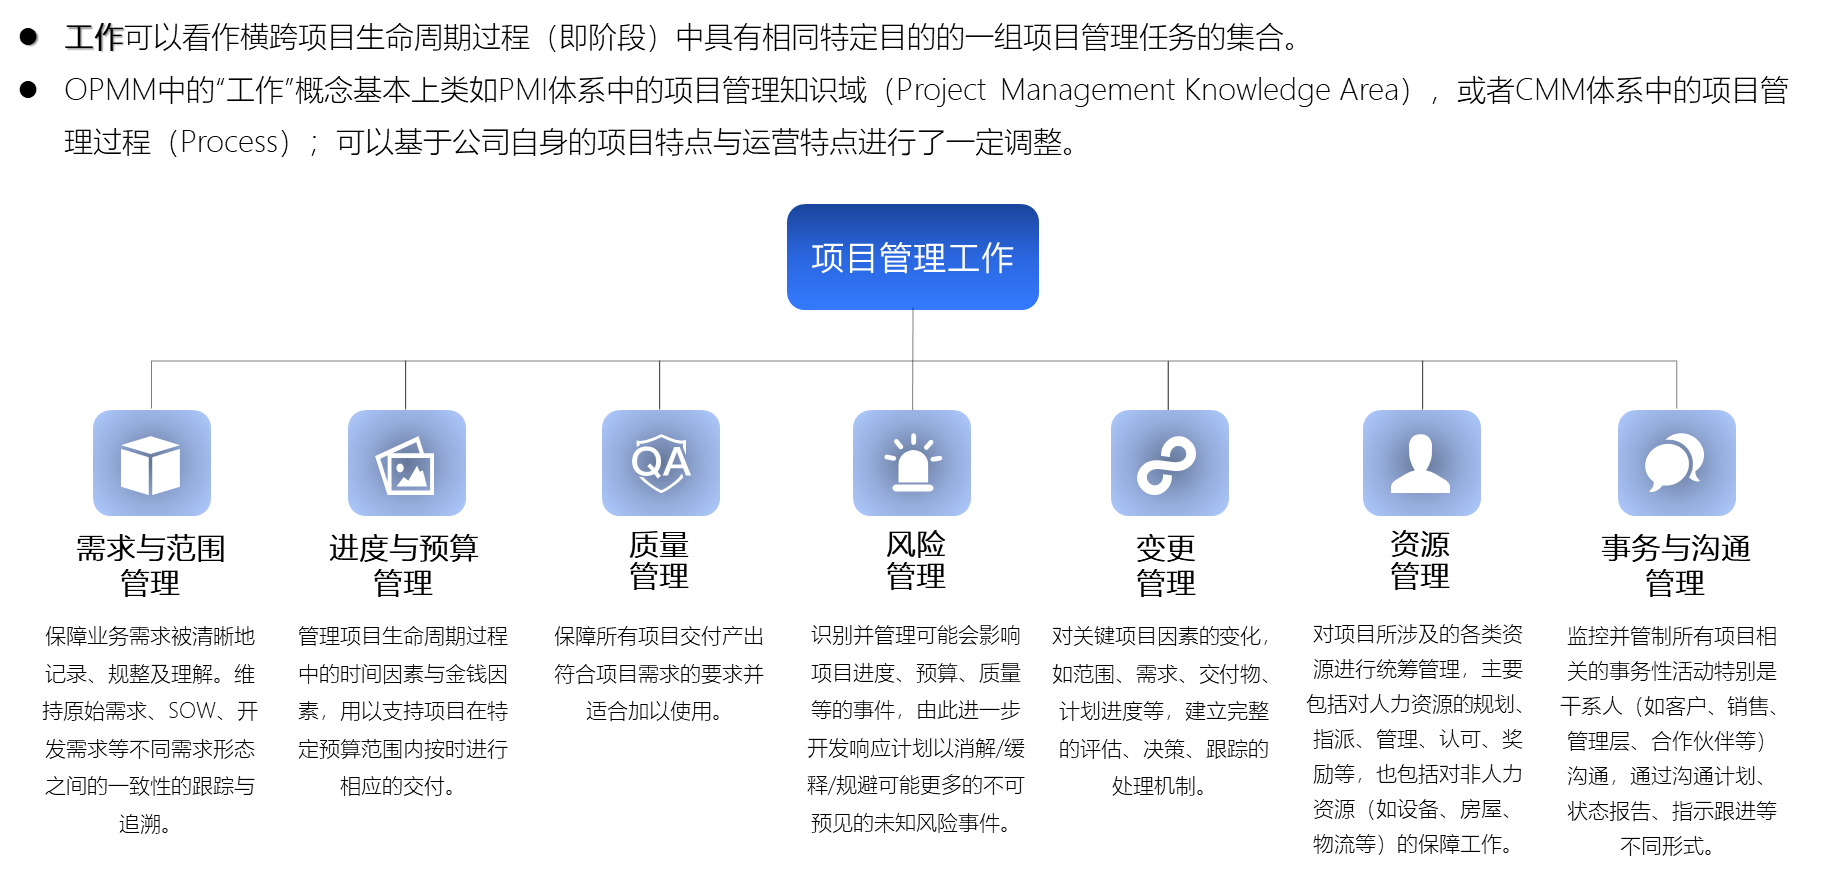 工作可以看作横跨项目生命周期过程（即阶段）中具有相同特定目的的一组项目管理任务的集合。
OPMM中的“工作”概念基本上类如PMI体系中的项目管理知识域（Project Management Knowledge Area），或者CMM体系中的项目管
理过程（Process）；可以基于公司自身的项目特点与运营特点进行了一定调整。
项目管理工作
QA
需求与范围
管理
保障业务需求被清晰地
记录、规整及理解。维
持原始需求、SOW、开
发需求等不同需求形态
之间的一致性的跟踪与
追溯。
进度与预算
管理
管理项目生命周期过程
中的时间因素与金钱因
素，用以支持项目在特
定预算范围内按时进行
相应的交付。
质量
管理
保障所有项目交付产出
符合项目需求的要求并
适合加以使用。
风险
管理
识别并管理可能会影响
项目进度、预算、质量
等的事件，由此进一步
开发响应计划以消解/缓
释/规避可能更多的不可
预见的未知风险事件。
变更
管理
对关键项目因素的变化，
如范围、需求、交付物、
计划进度等，建立完整
的评估、决策、跟踪的
处理机制。
资源
管理
对项目所涉及的各类资
源进行统筹管理，主要
包括对人力资源的规划、
指派、管理、认可、奖
励等，也包括对非人力
资源（如设备、房屋、
物流等）的保障工作。
事务与沟通
管理
监控并管制所有项目相
关的事务性活动特别是
干系人（如客户、销售、
管理层、合作伙伴等）
沟通，通过沟通计划、
状态报告、指示跟进等
不同形式。